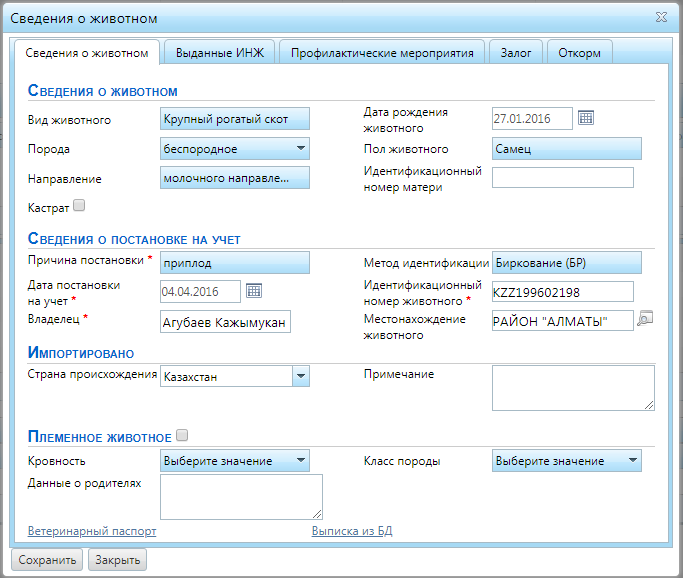 Сведения о животном
Сведения о животном Выданные ИНЖ Профилактические мероприятия Залог Откорм
Сведения о животном
Вид животного Крупный рогатый скот Дата рождения животного 27.01.2016
Порода беспородное Пол животного Самец
Направление молочного направле... Идентификационный номер матери
Кастрат
Сведения о постановке на учет
Причина постановки * приплод Метод идентификации Биркование (БР)
Дата постановки на учет * 04.04.2016 Идентификационный номер животного * KZZ199602198
Владелец * Агубаев Кажымукан Местонахождение животного РАЙОН "АЛМАТЫ"
Импортировано
Страна происхождения Казахстан Примечание
Племенное животное
Кровность Выберите значение Класс породы Выберите значение
Данные о родителях
Ветеринарный паспорт Выписка из БД
Сохранить Закрыть